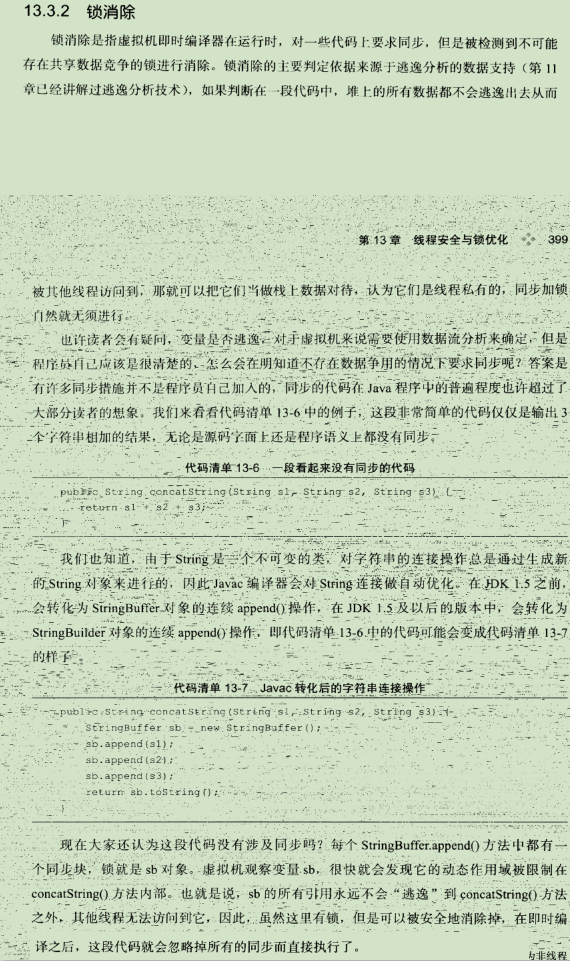 13.3.2 锁消除
锁消除是指虚拟机即时编译器在运行时，对一些代码上要求同步，但是被检测到不可能
存在共享数据竞争的锁进行消除。锁消除的主要判定依据来源于逃逸分析的数据支持（第 11
章已经讲解过逃逸分析技术），如果判断在一段代码中，堆上的所有数据都不会逃逸出去从而
第 13 章 线程安全与锁优化 399
被其他线程访问到，那就可以把它们当做栈上数据对待，认为它们是线程私有的，同步加锁
自然就无须进行。
也许读者会有疑问，变量是否逃逸，对于虚拟机来说需要使用数据流分析来确定，但是
程序员自己应该是很清楚的，怎么会在明知道不存在数据争用的情况下要求同步呢？答案是
有许多同步措施并不是程序员自己加入的，同步的代码在 Java 程序中的普遍程度也许超过了
大部分读者的想象。我们来看看代码清单 13-6 中的例子，这段非常简单的代码仅仅是输出 3
个字符串相加的结果，无论是源码字面上还是程序语义上都没有同步。
代码清单 13-6 一段看起来没有同步的代码
public String concatString(String s1, String s2, String s3) {
return s1 + s2 + s3;
}
我们也知道，由于 String 是一个不可变的类，对字符串的连接操作总是通过生成新
的 String 对象来进行的，因此 Javac 编译器会对 String 连接做自动优化。在 JDK 1.5 之前，
会转化为 StringBuffer 对象的连续 append() 操作，在 JDK 1.5 及以后的版本中，会转化为
StringBuilder 对象的连续 append() 操作，即代码清单 13-6 中的代码可能会变成代码清单 13-7
的样子。
代码清单 13-7 Javac 转化后的字符串连接操作
public String concatString(String s1, String s2, String s3) {
StringBuffer sb = new StringBuffer();
sb.append(s1);
sb.append(s2);
sb.append(s3);
return sb.toString();
}
现在大家还认为这段代码没有涉及同步吗？每个 StringBuffer.append() 方法中都有一
个同步块，锁就是 sb 对象。虚拟机观察变量 sb，很快就会发现它的动态作用域被限制在
concatString() 方法内部。也就是说，sb 的所有引用永远不会“逃逸”到 concatString() 方法
之外，其他线程无法访问到它，因此，虽然这里有锁，但是可以被安全地消除掉，在即时编
译之后，这段代码就会忽略掉所有的同步而直接执行了。
与非线程